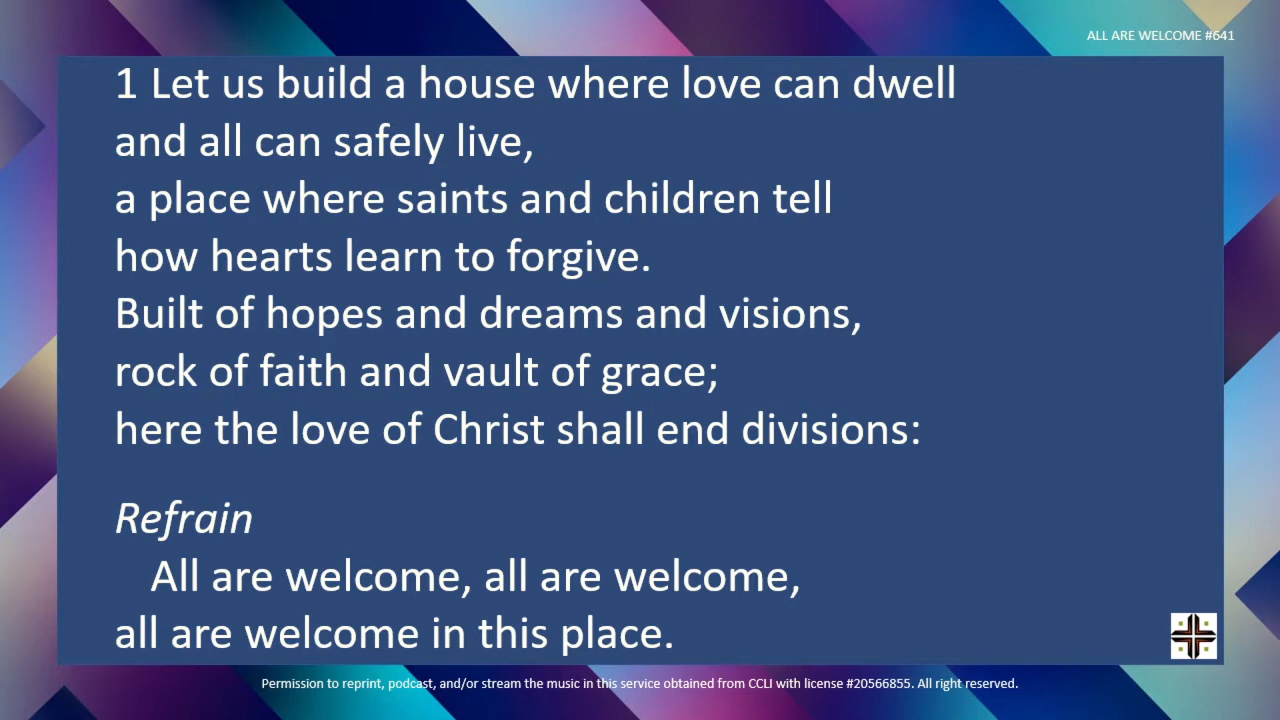 ALL ARE WELCOME #641
1 Let us build a house where love can dwell
and all can safely live,
a place where saints and children tell
how hearts learn to forgive.
Built of hopes and dreams and visions,
rock of faith and vault of grace;
here the love of Christ shall end divisions:
Refrain
All are welcome, all are welcome,
all are welcome in this place.
Permission to reprint, podcast, and/or stream the music in this service obtained from CCLI with license #20566855. All right reserved.